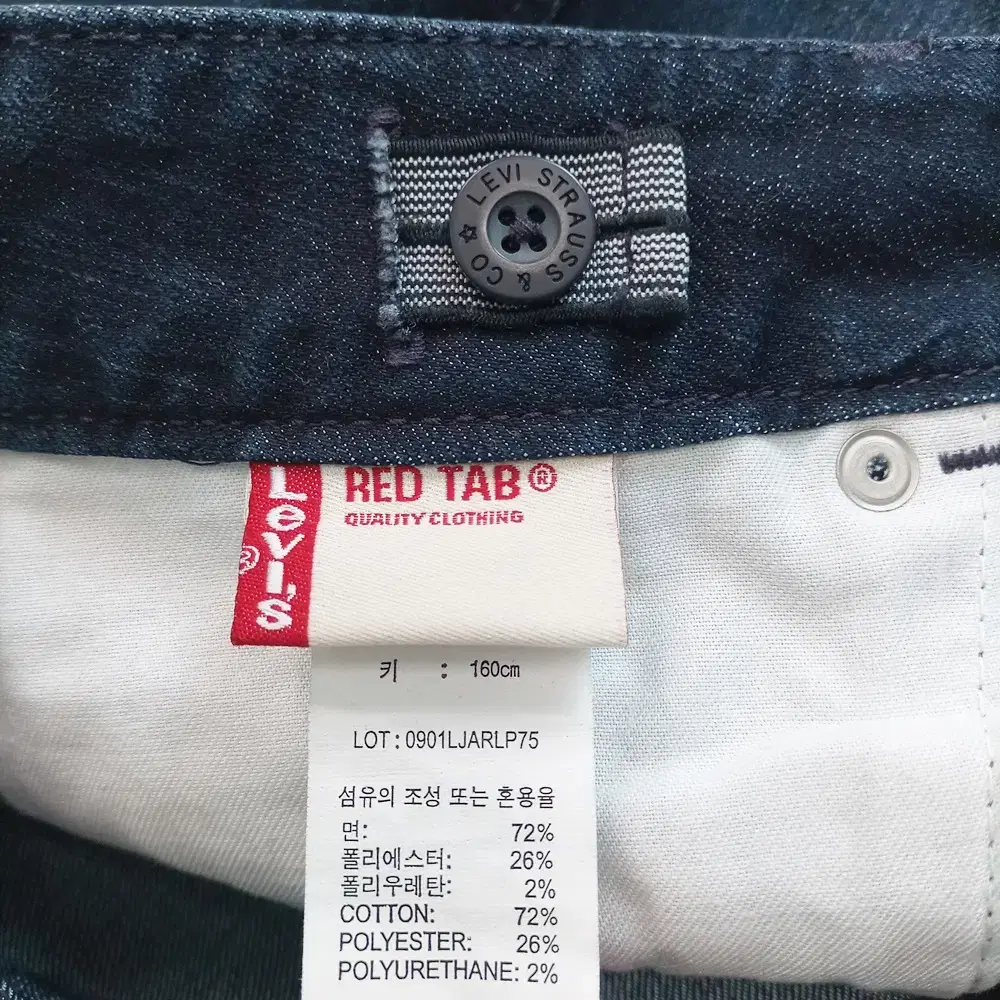 LEVI STRAUSS & CO
Levi's®
RED TAB®
QUALITY CLOTHING
키 : 160cm
LOT : 0901LJARLP75
섬유의 조성 또는 혼용율
면: 72%
폴리에스터: 26%
폴리우레탄: 2%
COTTON: 72%
POLYESTER: 26%
POLYURETHANE: 2%